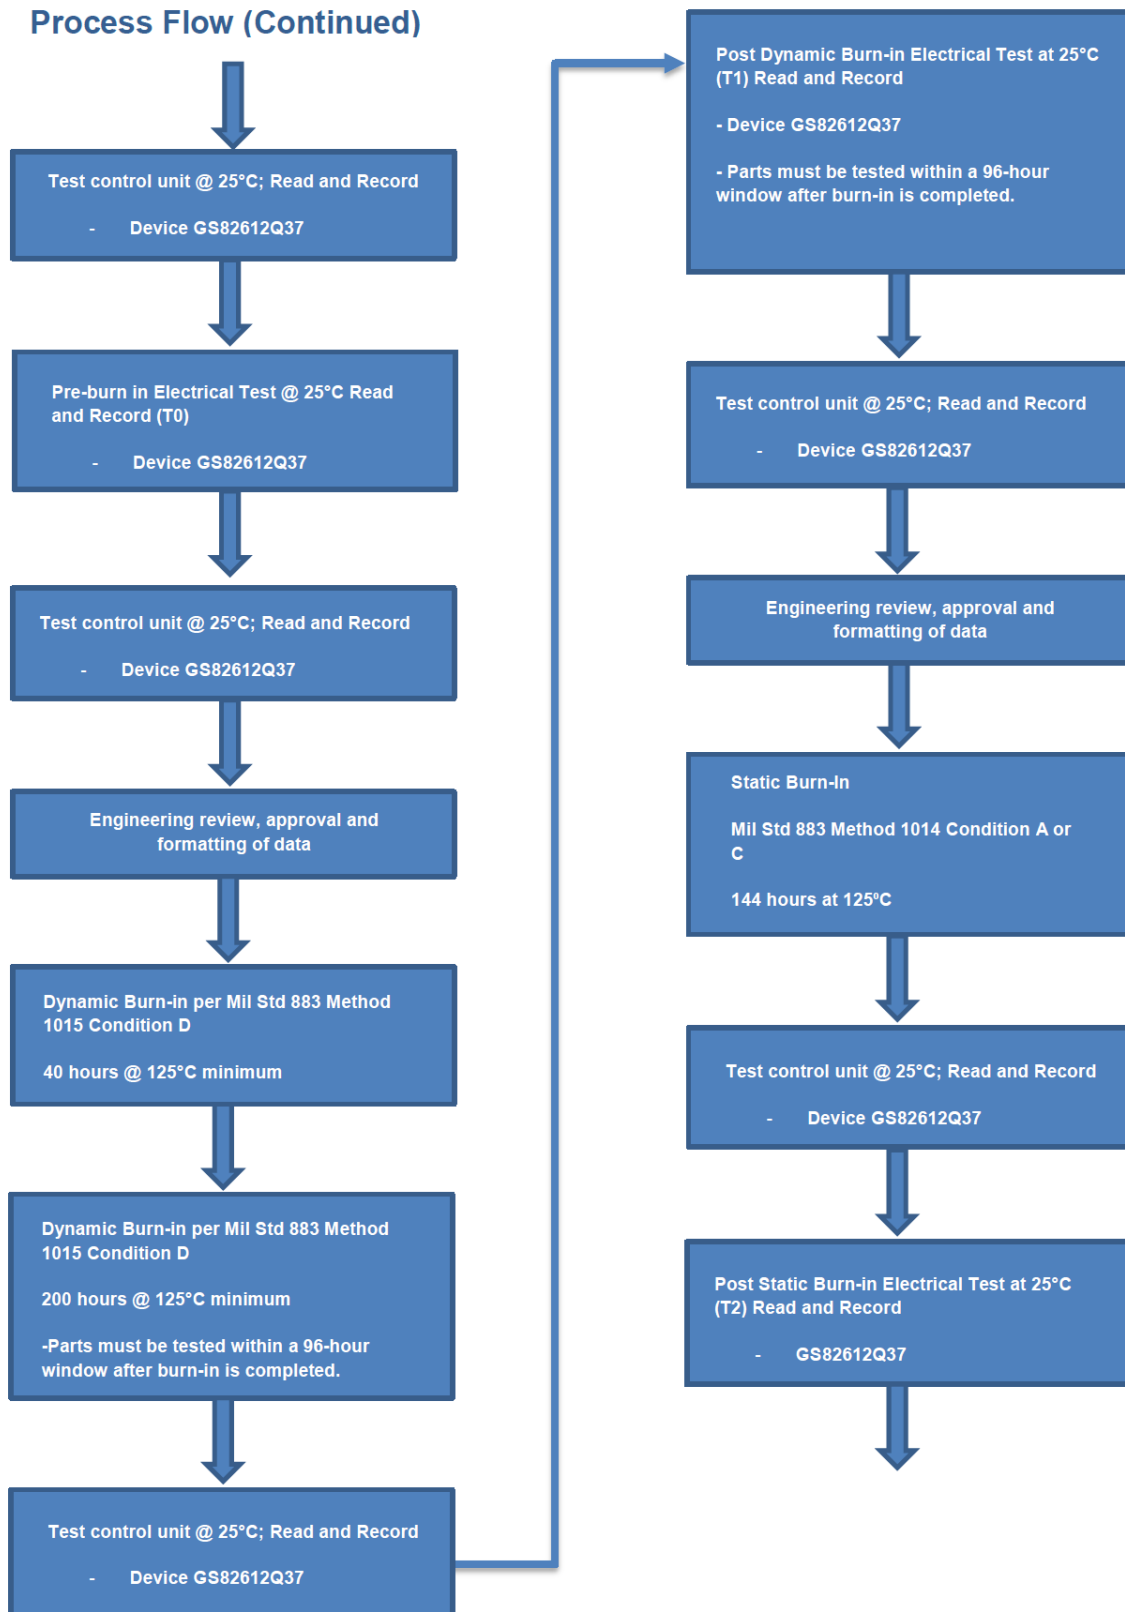 Process Flow (Continued)
Test control unit @ 25°C; Read and Record
- Device GS82612Q37
Pre-burn in Electrical Test @ 25°C Read
and Record (T0)
- Device GS82612Q37
Test control unit @ 25°C; Read and Record
- Device GS82612Q37
Engineering review, approval and
formatting of data
Dynamic Burn-in per Mil Std 883 Method
1015 Condition D
40 hours @ 125°C minimum
Dynamic Burn-in per Mil Std 883 Method
1015 Condition D
200 hours @ 125°C minimum
-Parts must be tested within a 96-hour
window after burn-in is completed.
Test control unit @ 25°C; Read and Record
- Device GS82612Q37
Post Dynamic Burn-in Electrical Test at 25°C
(T1) Read and Record
- Device GS82612Q37
- Parts must be tested within a 96-hour
window after burn-in is completed.
Test control unit @ 25°C; Read and Record
- Device GS82612Q37
Engineering review, approval and
formatting of data
Static Burn-In
Mil Std 883 Method 1014 Condition A or
C
144 hours at 125⁰C
Test control unit @ 25°C; Read and Record
- Device GS82612Q37
Post Static Burn-in Electrical Test at 25°C
(T2) Read and Record
- GS82612Q37